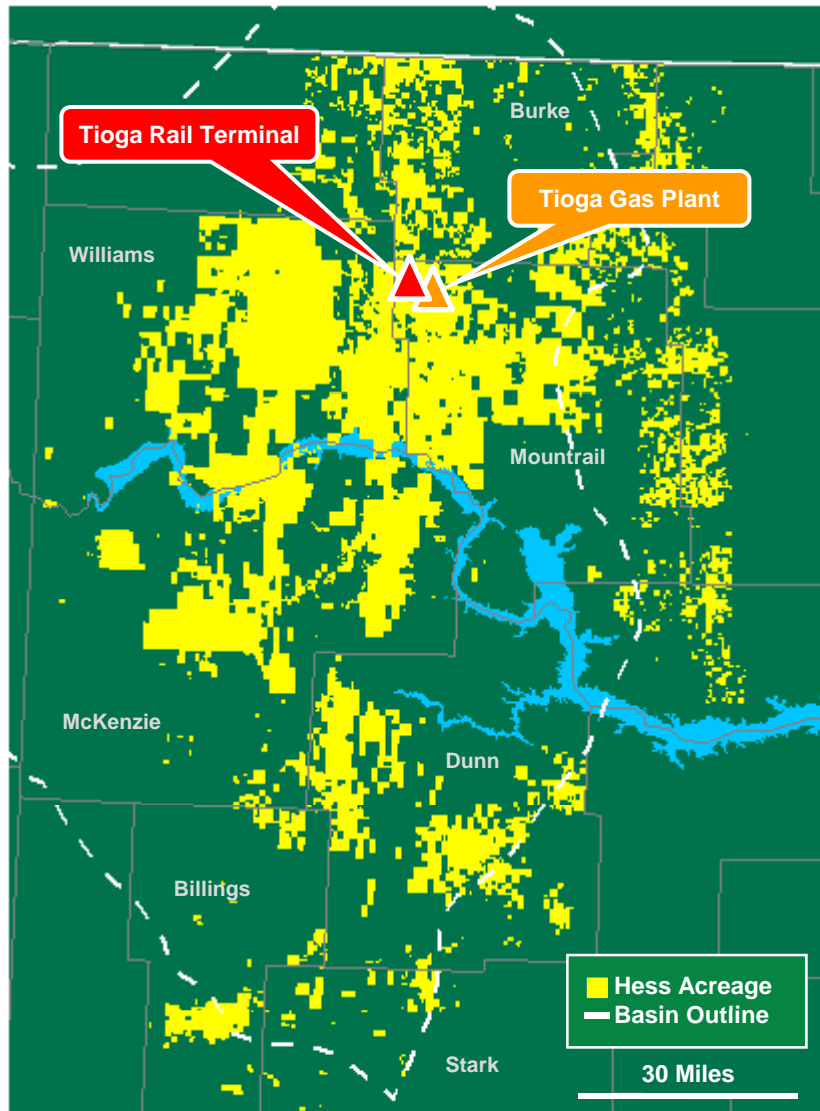 Burke
Tioga Rail Terminal
Tioga Gas Plant
Williams
Mountrail
McKenzie
Dunn
Billings
Hess Acreage
Basin Outline
Stark
30 Miles